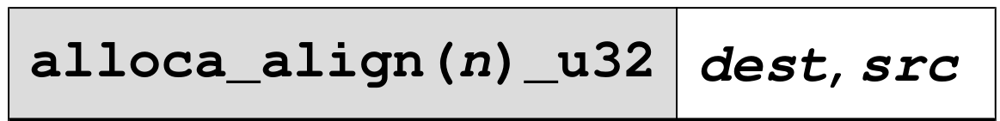 alloca_align(n)_u32 dest, src